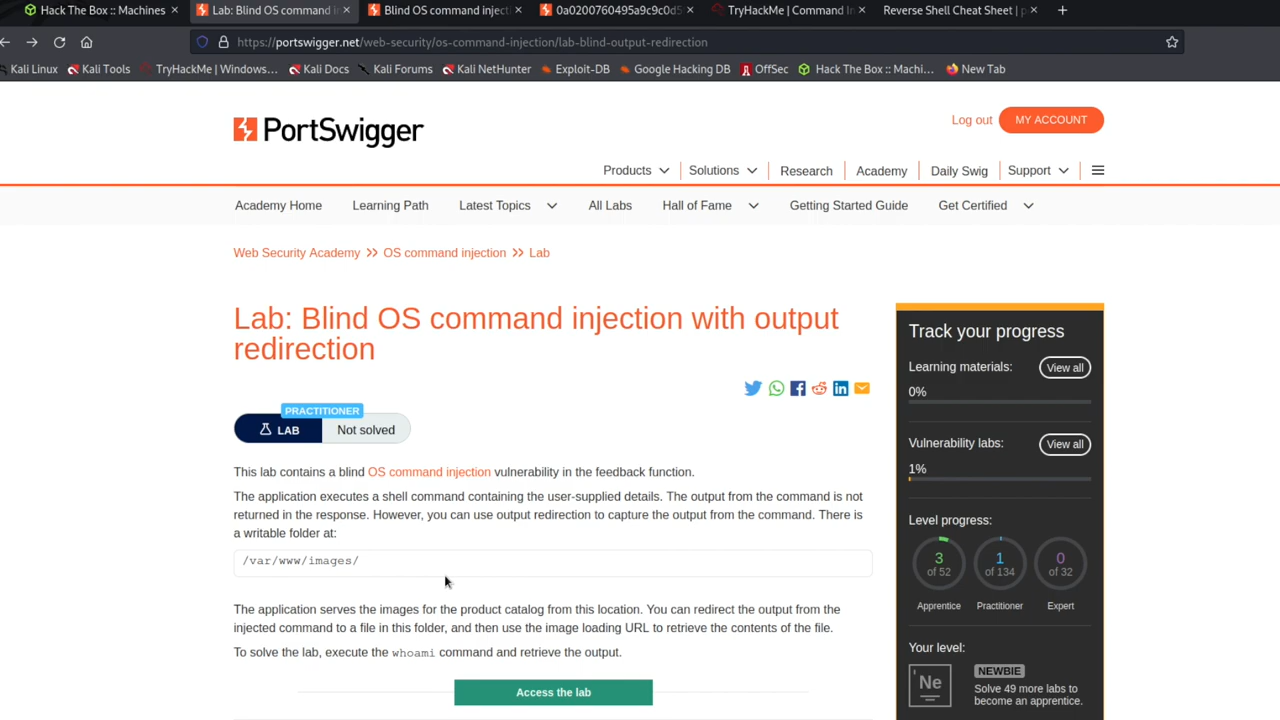 Hack The Box :: Machines
Lab: Blind OS command in
Blind OS command inject
0a0200760495a9c9c0d5
TryHackMe | Command In
Reverse Shell Cheat Sheet | p
https://portswigger.net/web-security/os-command-injection/lab-blind-output-redirection
Kali Linux
Kali Tools
TryHackMe | Windows...
Kali Docs
Kali Forums
Kali NetHunter
Exploit-DB
Google Hacking DB
OffSec
Hack The Box :: Machi...
New Tab
PortSwigger
Log out
MY ACCOUNT
Products
Solutions
Research
Academy
Daily Swig
Support
Academy Home
Learning Path
Latest Topics
All Labs
Hall of Fame
Getting Started Guide
Get Certified
Web Security Academy
OS command injection
Lab
Lab: Blind OS command injection with output
redirection
PRACTITIONER
LAB
Not solved
This lab contains a blind OS command injection vulnerability in the feedback function.
The application executes a shell command containing the user-supplied details. The output from the command is not
returned in the response. However, you can use output redirection to capture the output from the command. There is
a writable folder at:
/var/www/images/
The application serves the images for the product catalog from this location. You can redirect the output from the
injected command to a file in this folder, and then use the image loading URL to retrieve the contents of the file.
To solve the lab, execute the whoami command and retrieve the output.
Access the lab
Track your progress
Learning materials:
View all
0%
Vulnerability labs:
View all
1%
Level progress:
3
of 52
1
of 134
0
of 32
Apprentice
Practitioner
Expert
Your level:
Ne
NEWBIE
Solve 49 more labs to
become an apprentice.